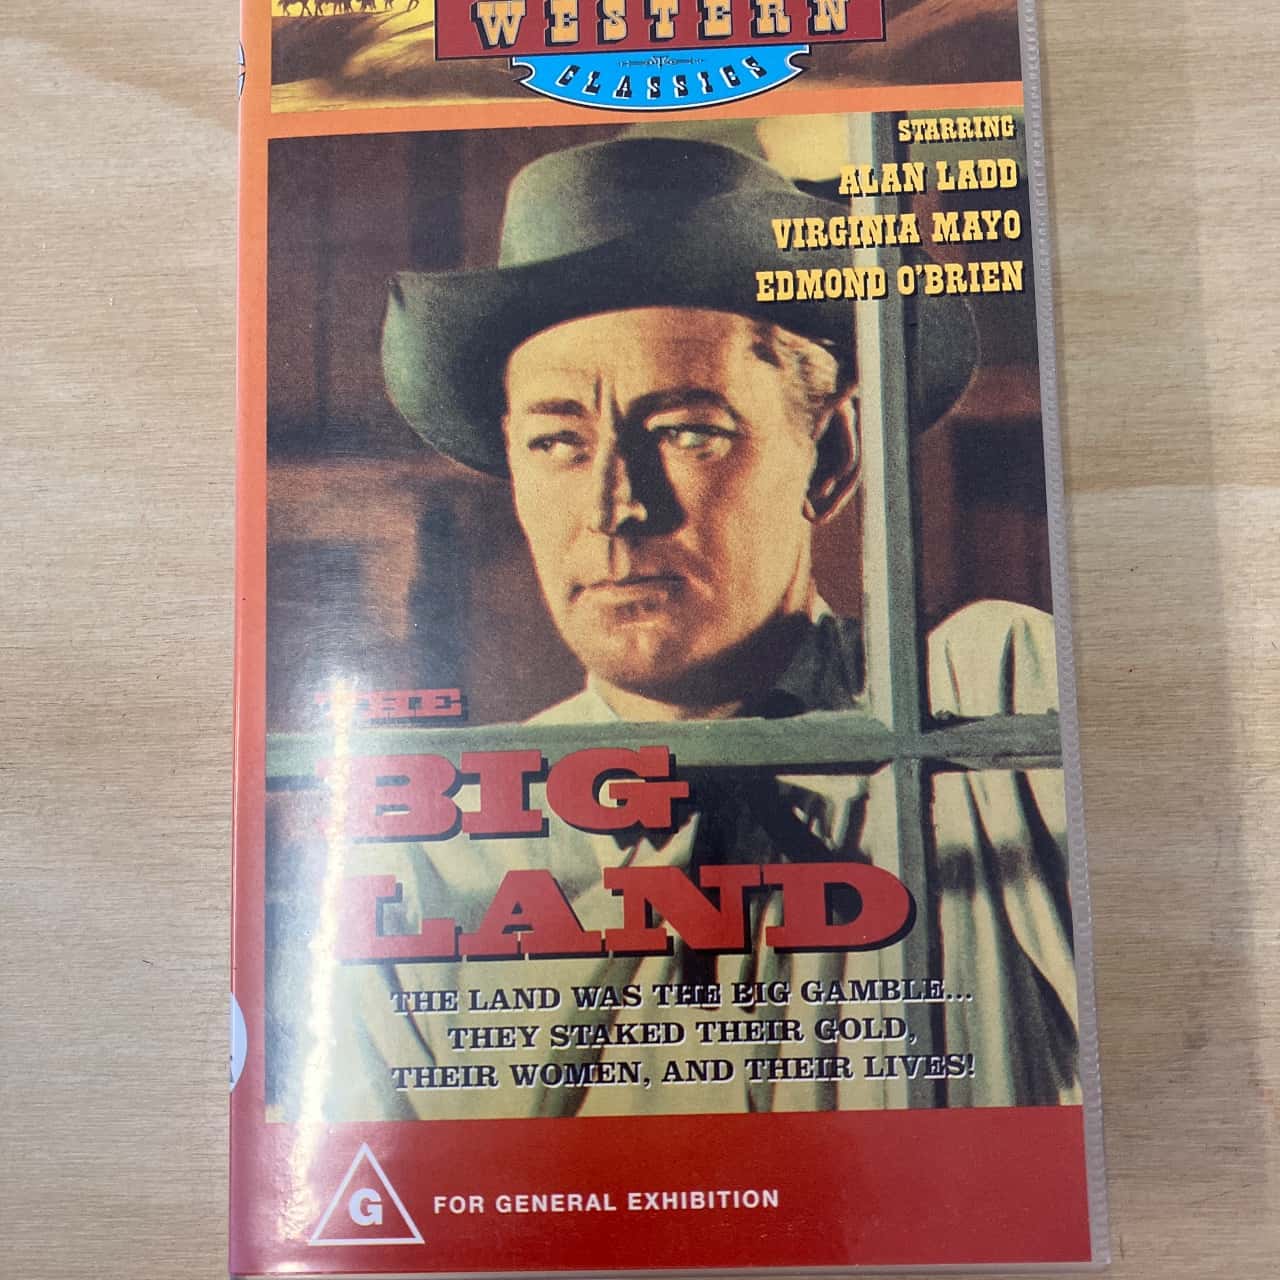 WESTERN
CLASSICS
STARRING
ALAN LADD
VIRGINIA MAYO
EDMOND O'BRIEN
THE
BIG
LAND
THE LAND WAS THE BIG GAMBLE...
THEY STAKED THEIR GOLD,
THEIR WOMEN, AND THEIR LIVES!
G FOR GENERAL EXHIBITION